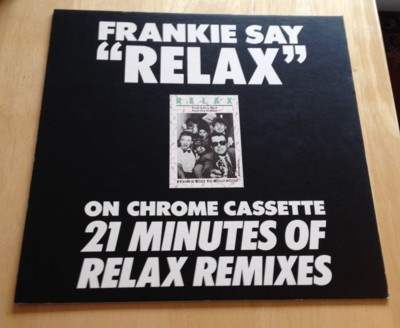 FRANKIE SAY
“RELAX”
RELAX
ON CHROME CASSETTE
21 MINUTES OF
RELAX REMIXES